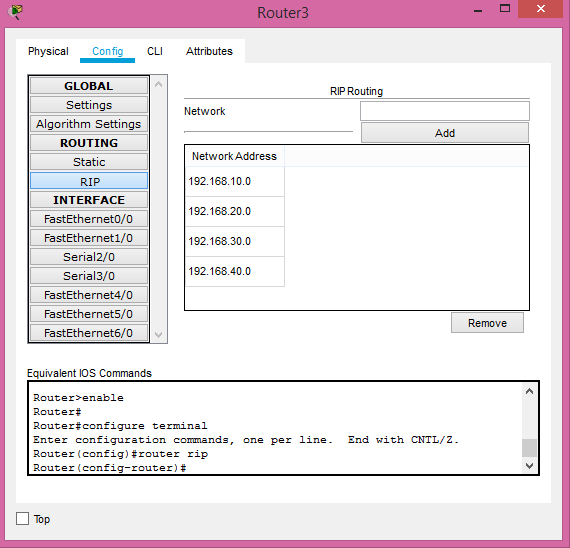 Router3
Physical Config CLI Attributes
GLOBAL
Settings
Algorithm Settings
ROUTING
Static
RIP
INTERFACE
FastEthernet0/0
FastEthernet1/0
Serial2/0
Serial3/0
FastEthernet4/0
FastEthernet5/0
FastEthernet6/0
RIP Routing
Network
Add
Network Address
192.168.10.0
192.168.20.0
192.168.30.0
192.168.40.0
Remove
Equivalent IOS Commands
Router>enable
Router#
Router#configure terminal
Enter configuration commands, one per line.  End with CNTL/Z.
Router(config)#router rip
Router(config-router)#
Top